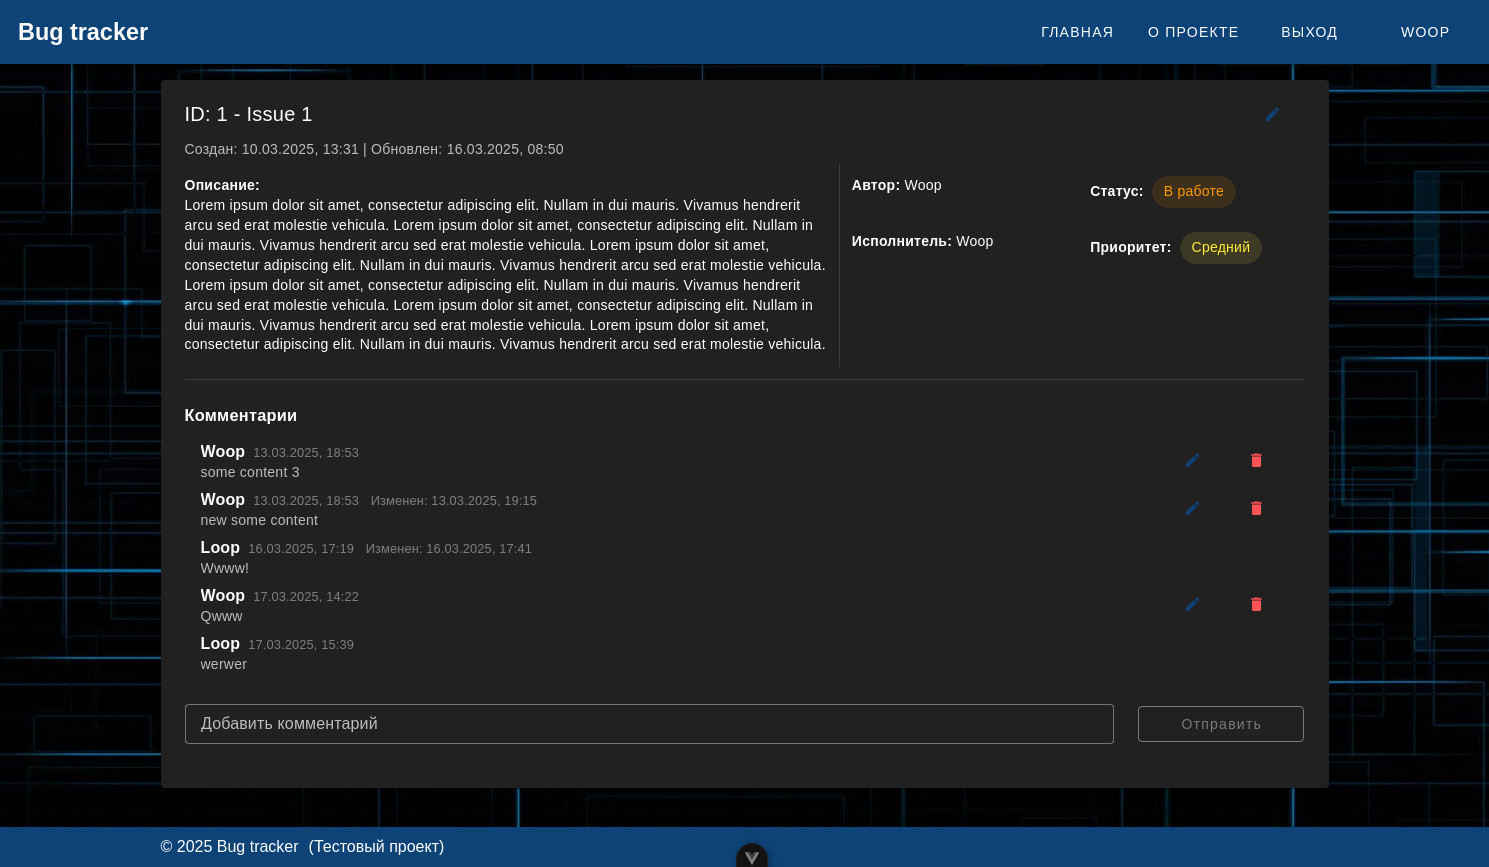 Bug tracker
ГЛАВНАЯ О ПРОЕКТЕ ВЫХОД WOOP
ID: 1 - Issue 1
Создан: 10.03.2025, 13:31 | Обновлен: 16.03.2025, 08:50
Описание:
Lorem ipsum dolor sit amet, consectetur adipiscing elit. Nullam in dui mauris. Vivamus hendrerit
arcu sed erat molestie vehicula. Lorem ipsum dolor sit amet, consectetur adipiscing elit. Nullam in
dui mauris. Vivamus hendrerit arcu sed erat molestie vehicula. Lorem ipsum dolor sit amet,
consectetur adipiscing elit. Nullam in dui mauris. Vivamus hendrerit arcu sed erat molestie vehicula.
Lorem ipsum dolor sit amet, consectetur adipiscing elit. Nullam in dui mauris. Vivamus hendrerit
arcu sed erat molestie vehicula. Lorem ipsum dolor sit amet, consectetur adipiscing elit. Nullam in
dui mauris. Vivamus hendrerit arcu sed erat molestie vehicula. Lorem ipsum dolor sit amet,
consectetur adipiscing elit. Nullam in dui mauris. Vivamus hendrerit arcu sed erat molestie vehicula.
Автор: Woop
Статус: В работе
Исполнитель: Woop
Приоритет: Средний
Комментарии
Woop 13.03.2025, 18:53
some content 3
Woop 13.03.2025, 18:53 Изменен: 13.03.2025, 19:15
new some content
Loop 16.03.2025, 17:19 Изменен: 16.03.2025, 17:41
Wwww!
Woop 17.03.2025, 14:22
Qwww
Loop 17.03.2025, 15:39
werwer
Добавить комментарий
Отправить
© 2025 Bug tracker (Тестовый проект)